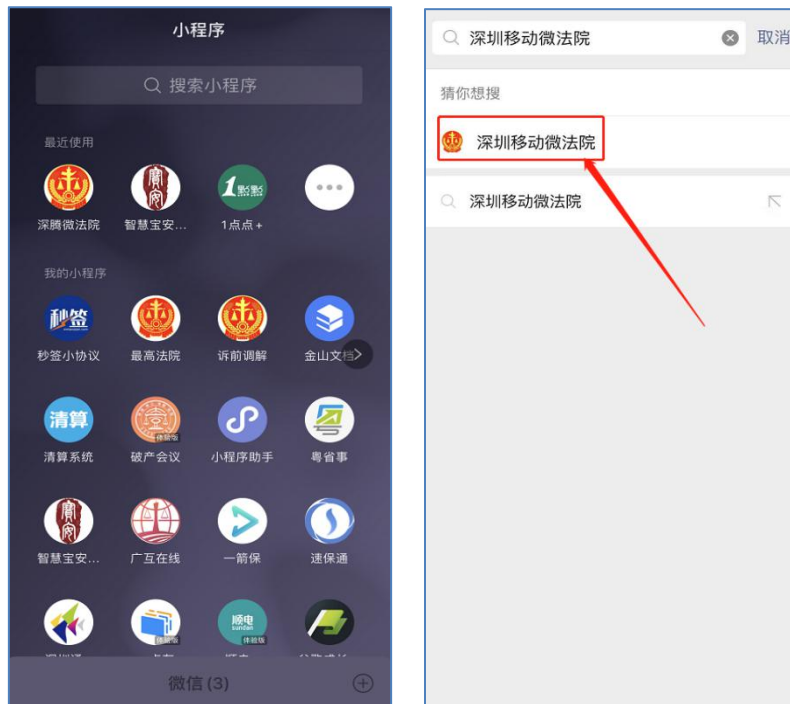 小程序
搜索小程序
最近使用
深腾微法院
智慧宝安...
1点点+
我的小程序
秒签
秒签小协议
最高法院
诉前调解
金山文档
清算
体验版
清算系统
破产会议
小程序助手
粤省事
智慧宝安...
广互在线
一箭保
速保通
体验版
顺电
sundan
体验版
微信(3)
深圳移动微法院
取消
猜你想搜
深圳移动微法院
深圳移动微法院